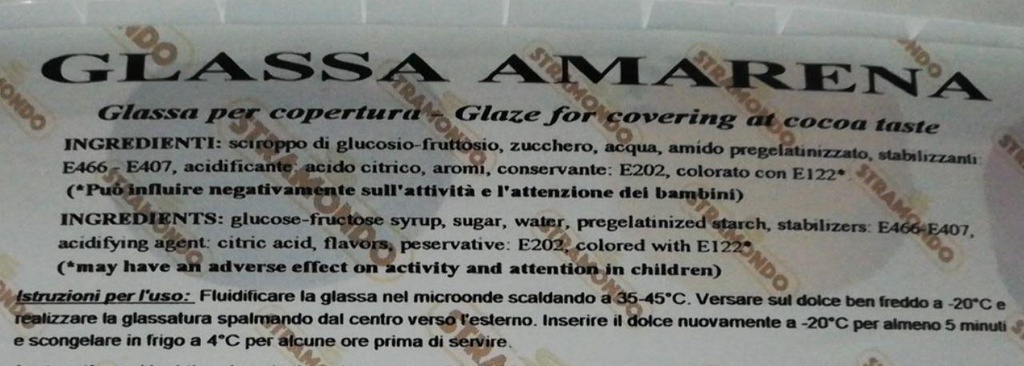 GLASSA AMARENA
Glassa per copertura - Glaze for covering at cocoa taste
INGREDIENTI: sciroppo di glucosio-fruttosio, zucchero, acqua, amido pregelatinizzato, stabilizzanti:
E466 - E407, acidificante: acido citrico, aromi, conservante: E202, colorato con E122*.
(*Può influire negativamente sull'attività e l'attenzione dei bambini)
INGREDIENTS: glucose-fructose syrup, sugar, water, pregelatinized starch, stabilizers: E466-E407,
acidifying agent: citric acid, flavors, peservative: E202, colored with E122*
(*may have an adverse effect on activity and attention in children)
Istruzioni per l'uso: Fluidificare la glassa nel microonde scaldando a 35-45°C. Versare sul dolce ben freddo a -20°C e
realizzare la glassatura spalmando dal centro verso l'esterno. Inserire il dolce nuovamente a -20°C per almeno 5 minuti
e scongelare in frigo a 4°C per alcune ore prima di servire.